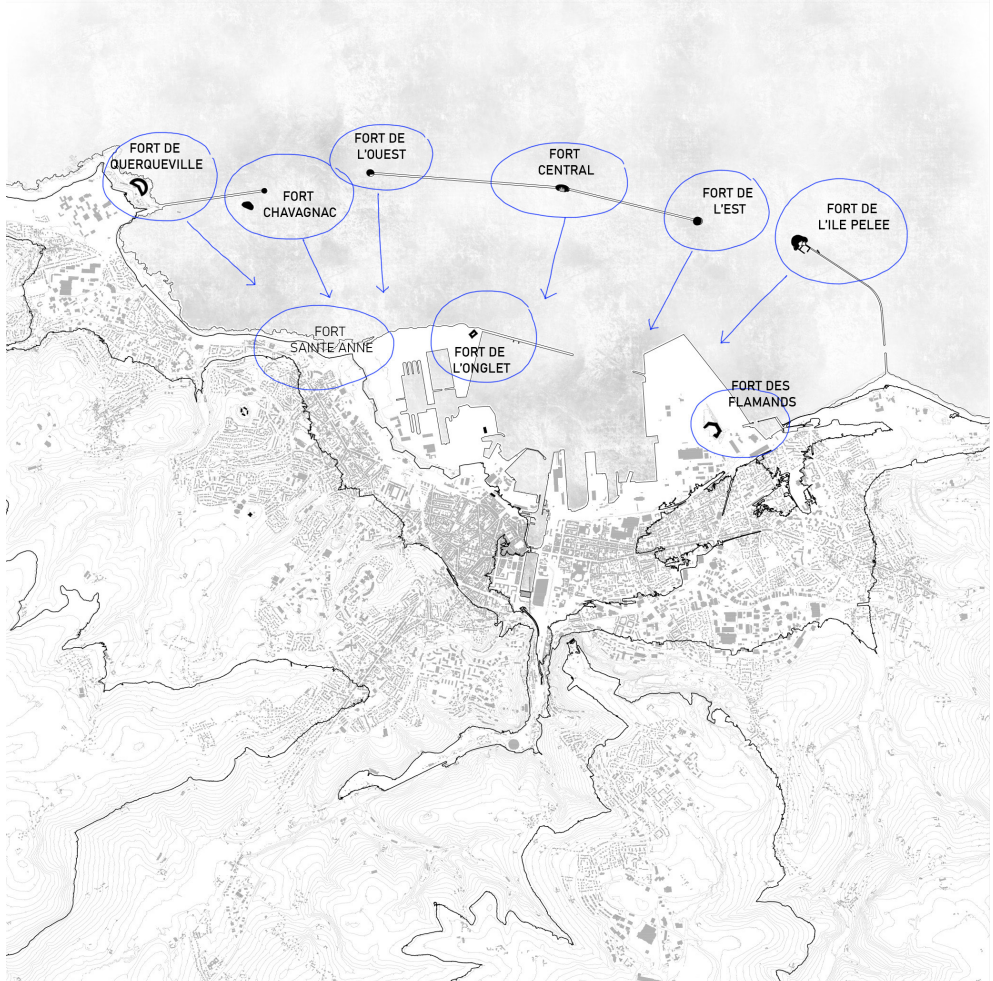 FORT DE
QUERQUEVILLE
FORT
CHAVAGNAC
FORT DE
L'OUEST
FORT
CENTRAL
FORT DE
L'EST
FORT DE
L'ILE PELEE
FORT
SAINTE ANNE
FORT DE
L'ONGLET
FORT DES
FLAMANDS